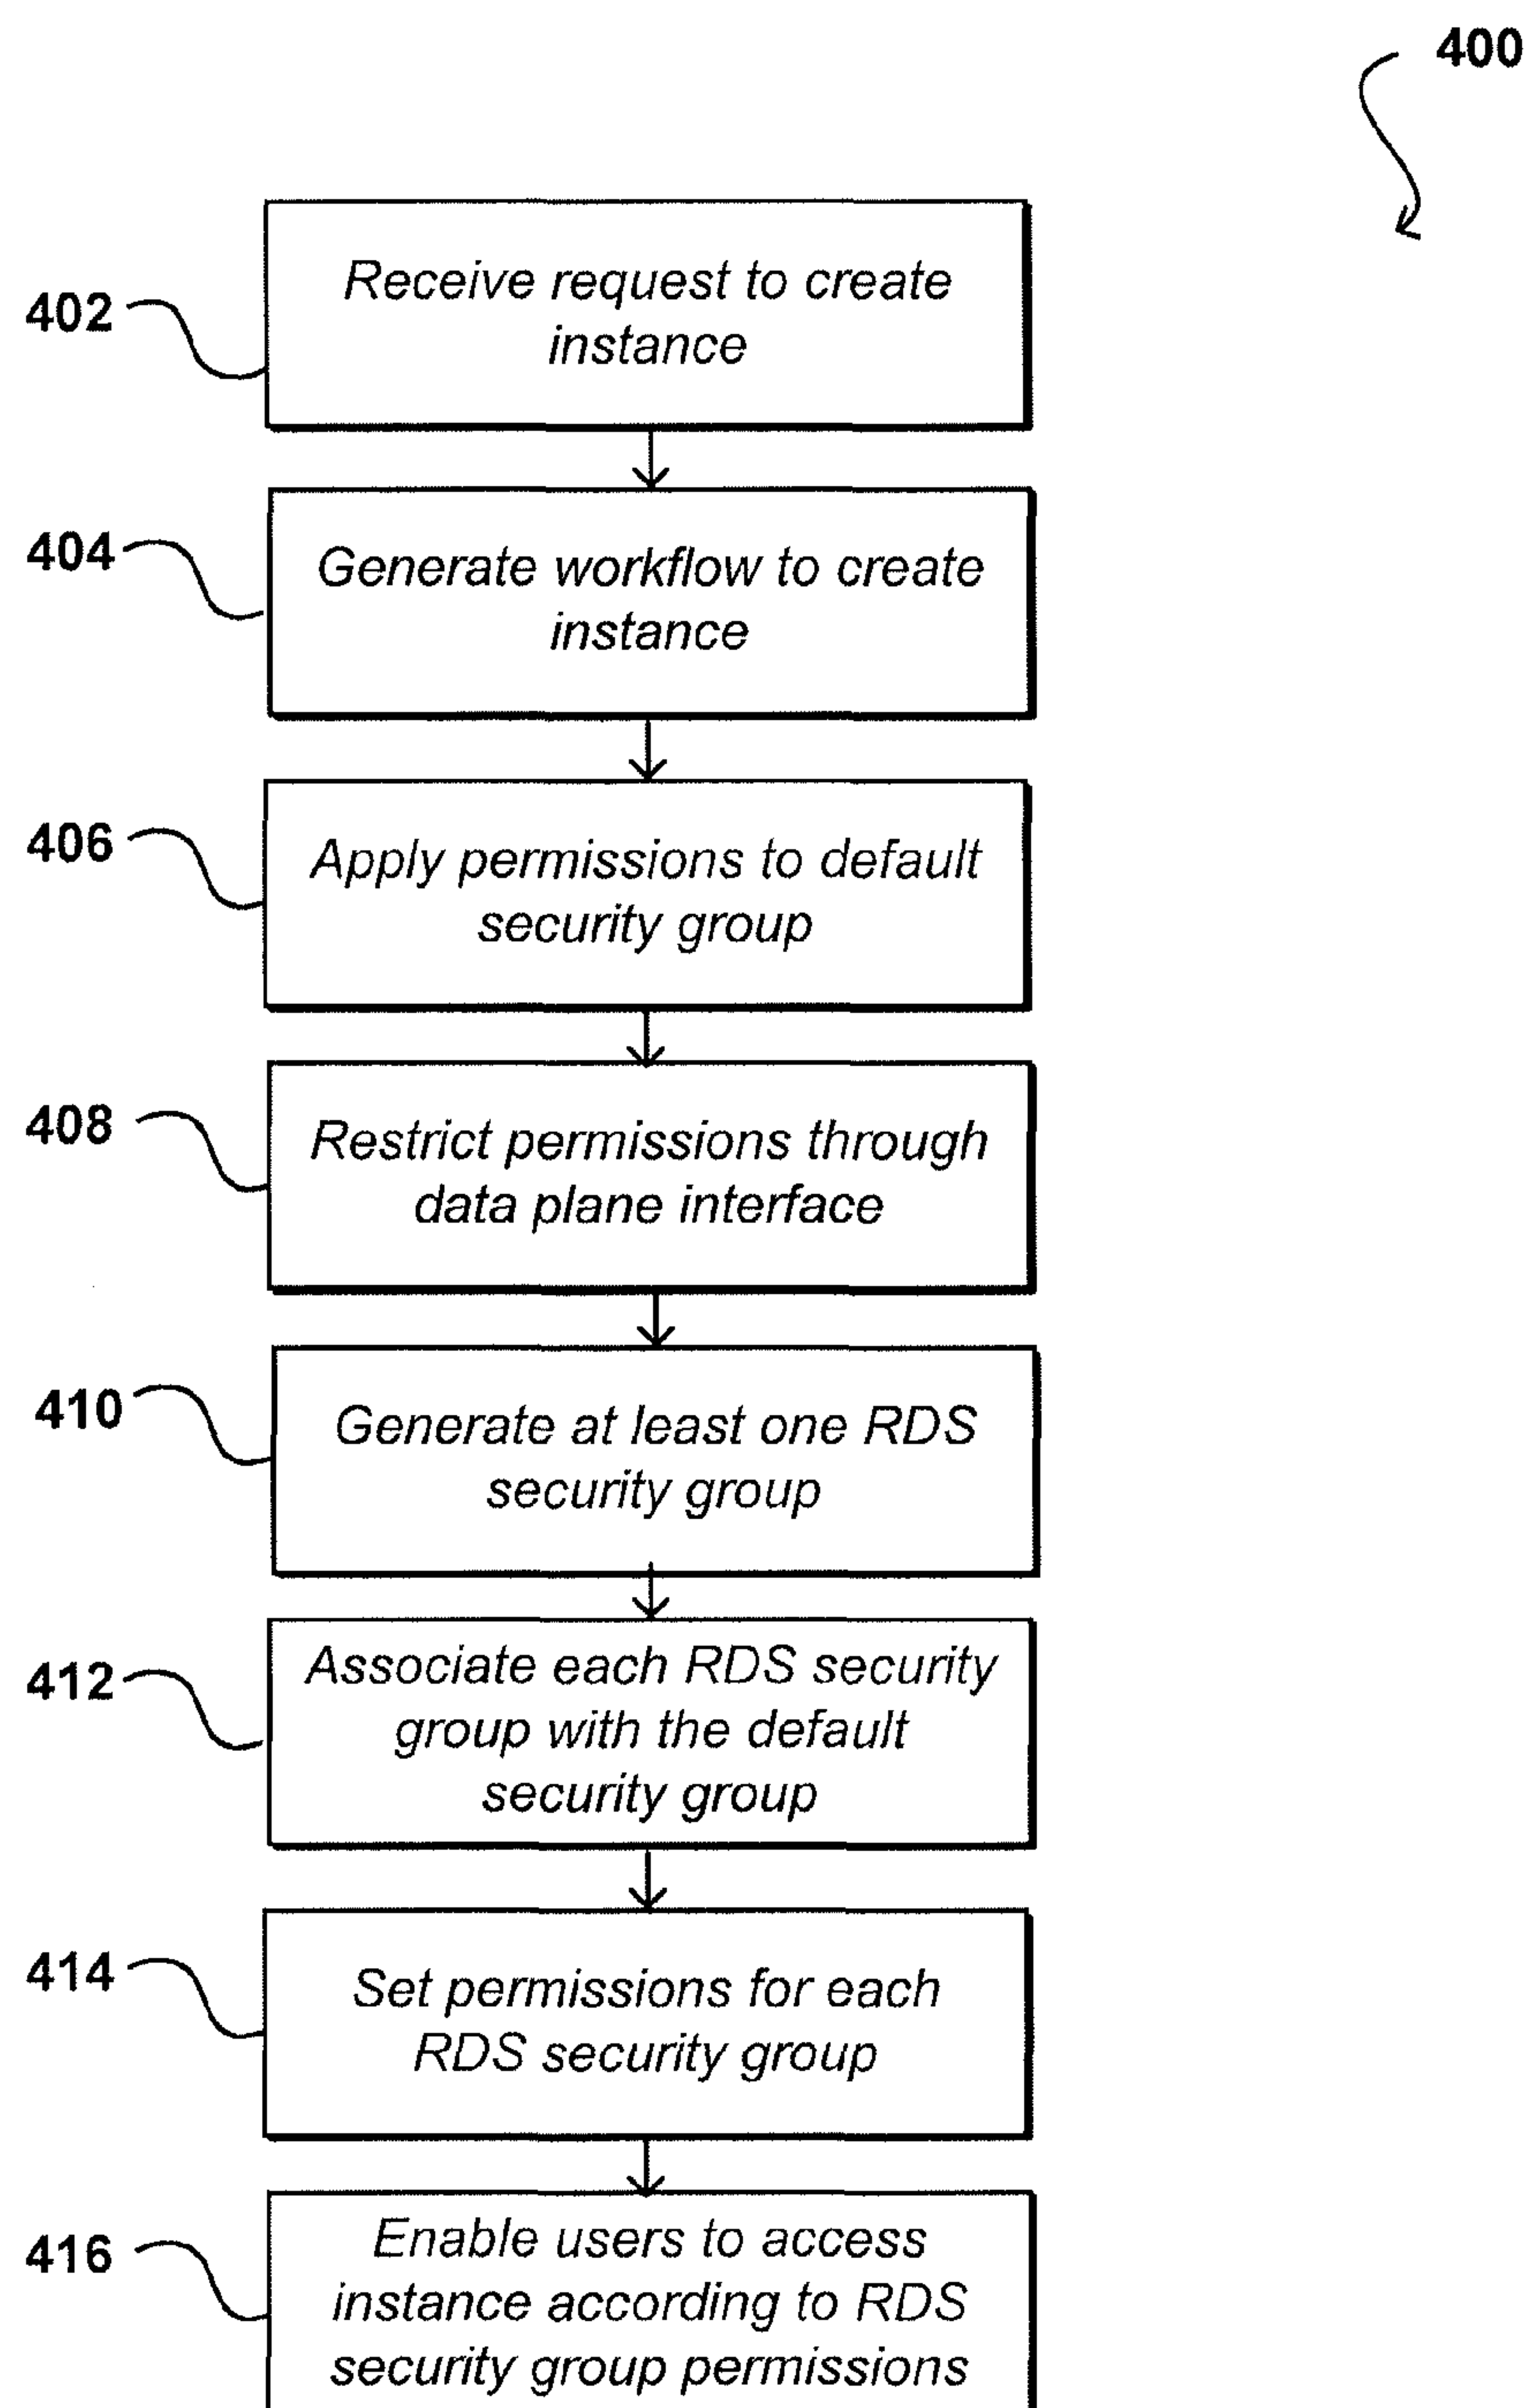 400
402
Receive request to create
instance
404
Generate workflow to create
instance
406
Apply permissions to default
security group
408
Restrict permissions through
data plane interface
410
Generate at least one RDS
security group
412
Associate each RDS security
group with the default
security group
414
Set permissions for each
RDS security group
416
Enable users to access
instance according to RDS
security group permissions